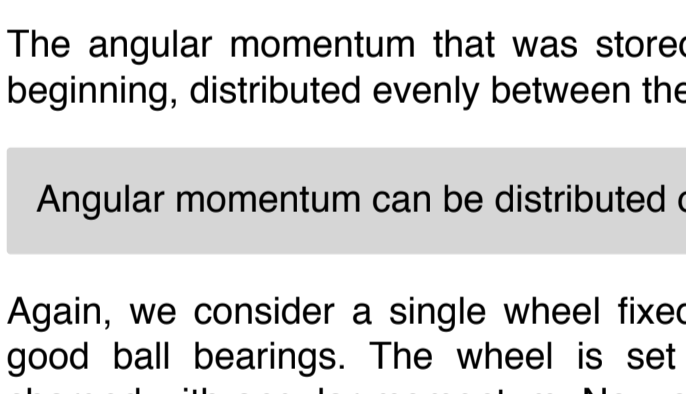 The angular momentum that was stored
beginning, distributed evenly between the
Angular momentum can be distributed
Again, we consider a single wheel fixed
good ball bearings. The wheel is set